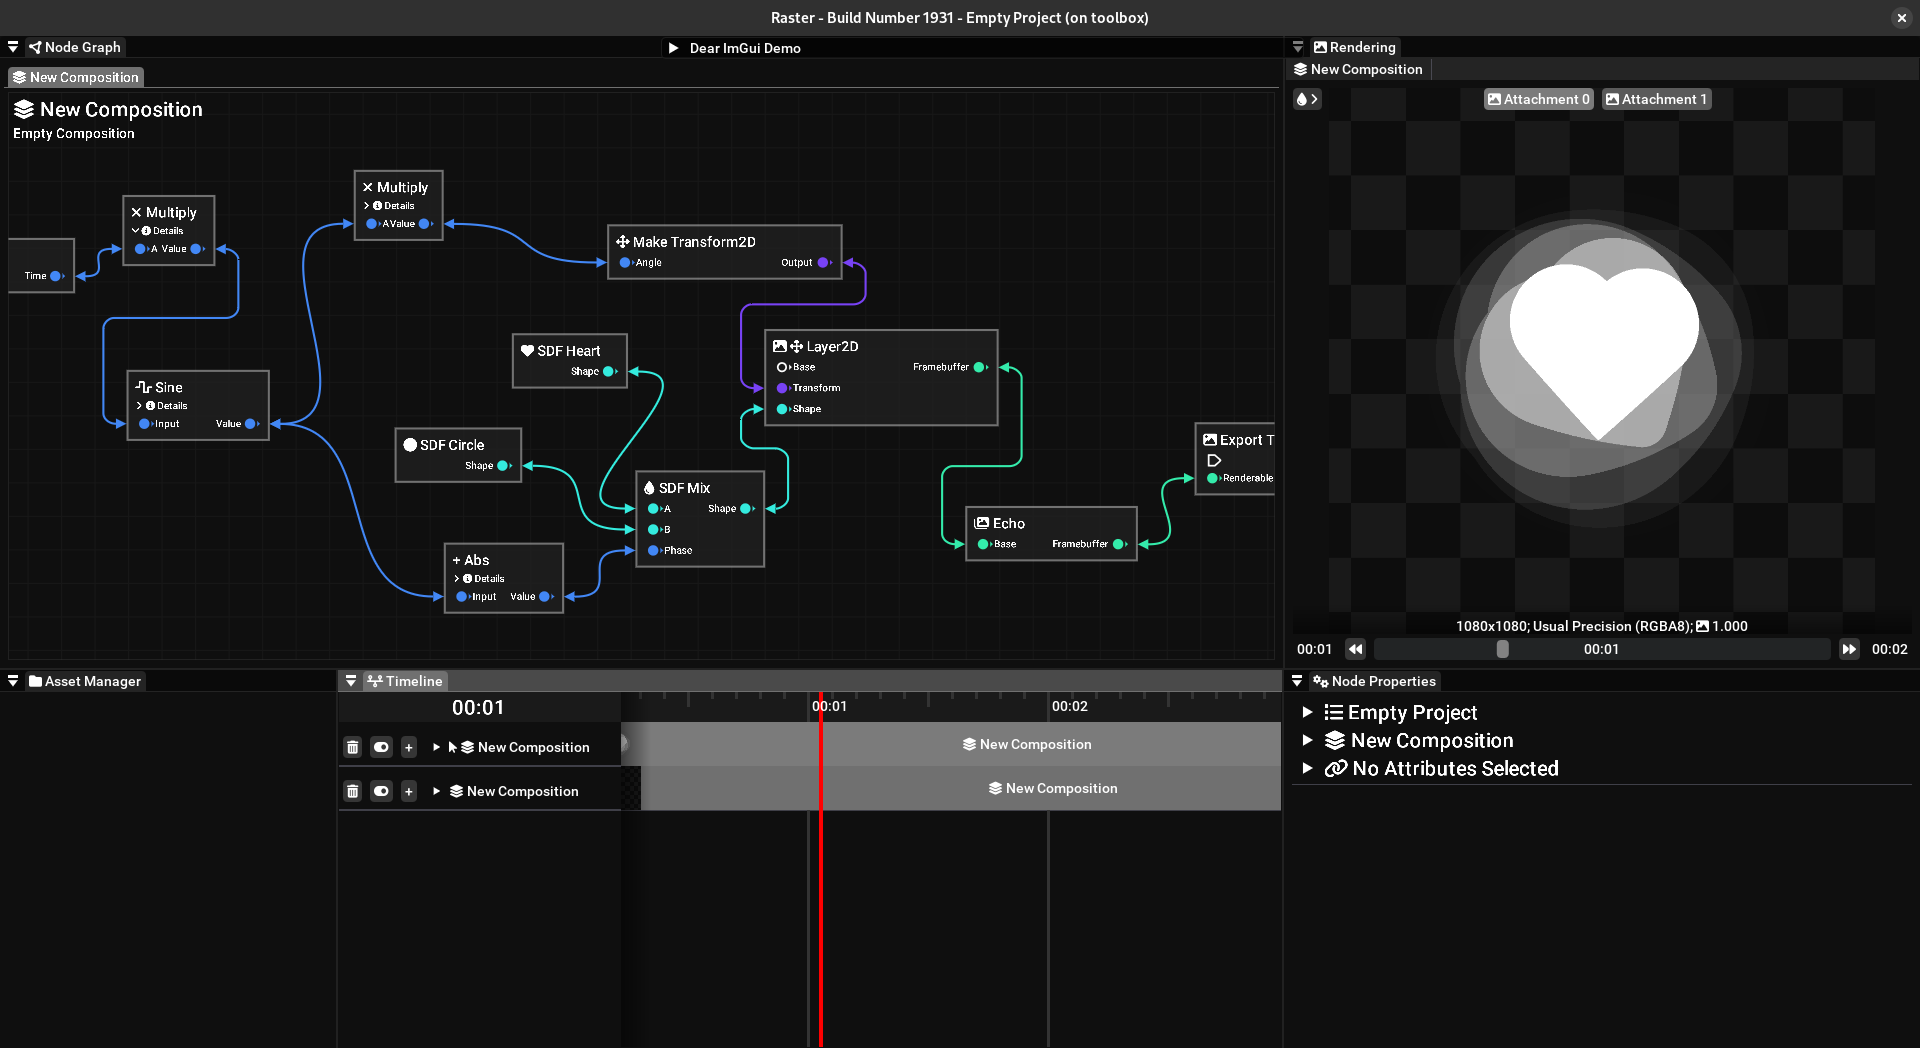 Raster - Build Number 1931 - Empty Project (on toolbox)
Node Graph
Dear ImGui Demo
New Composition
New Composition
Empty Composition
Time
Multiply
Details
A Value
Multiply
Details
A Value
Sine
Details
Input Value
Make Transform2D
Angle Output
SDF Heart
Shape
SDF Circle
Shape
Abs
Details
Input Value
SDF Mix
A Shape
B
Phase
Layer2D
Base Framebuffer
Transform
Shape
Echo
Base Framebuffer
Export T
Renderable
Rendering
New Composition
Attachment 0 Attachment 1
1080x1080; Usual Precision (RGBA8); 1.000
00:01 00:01 00:02
Asset Manager
Timeline
00:01
00:01 00:02
New Composition
New Composition
New Composition
New Composition
Node Properties
Empty Project
New Composition
No Attributes Selected